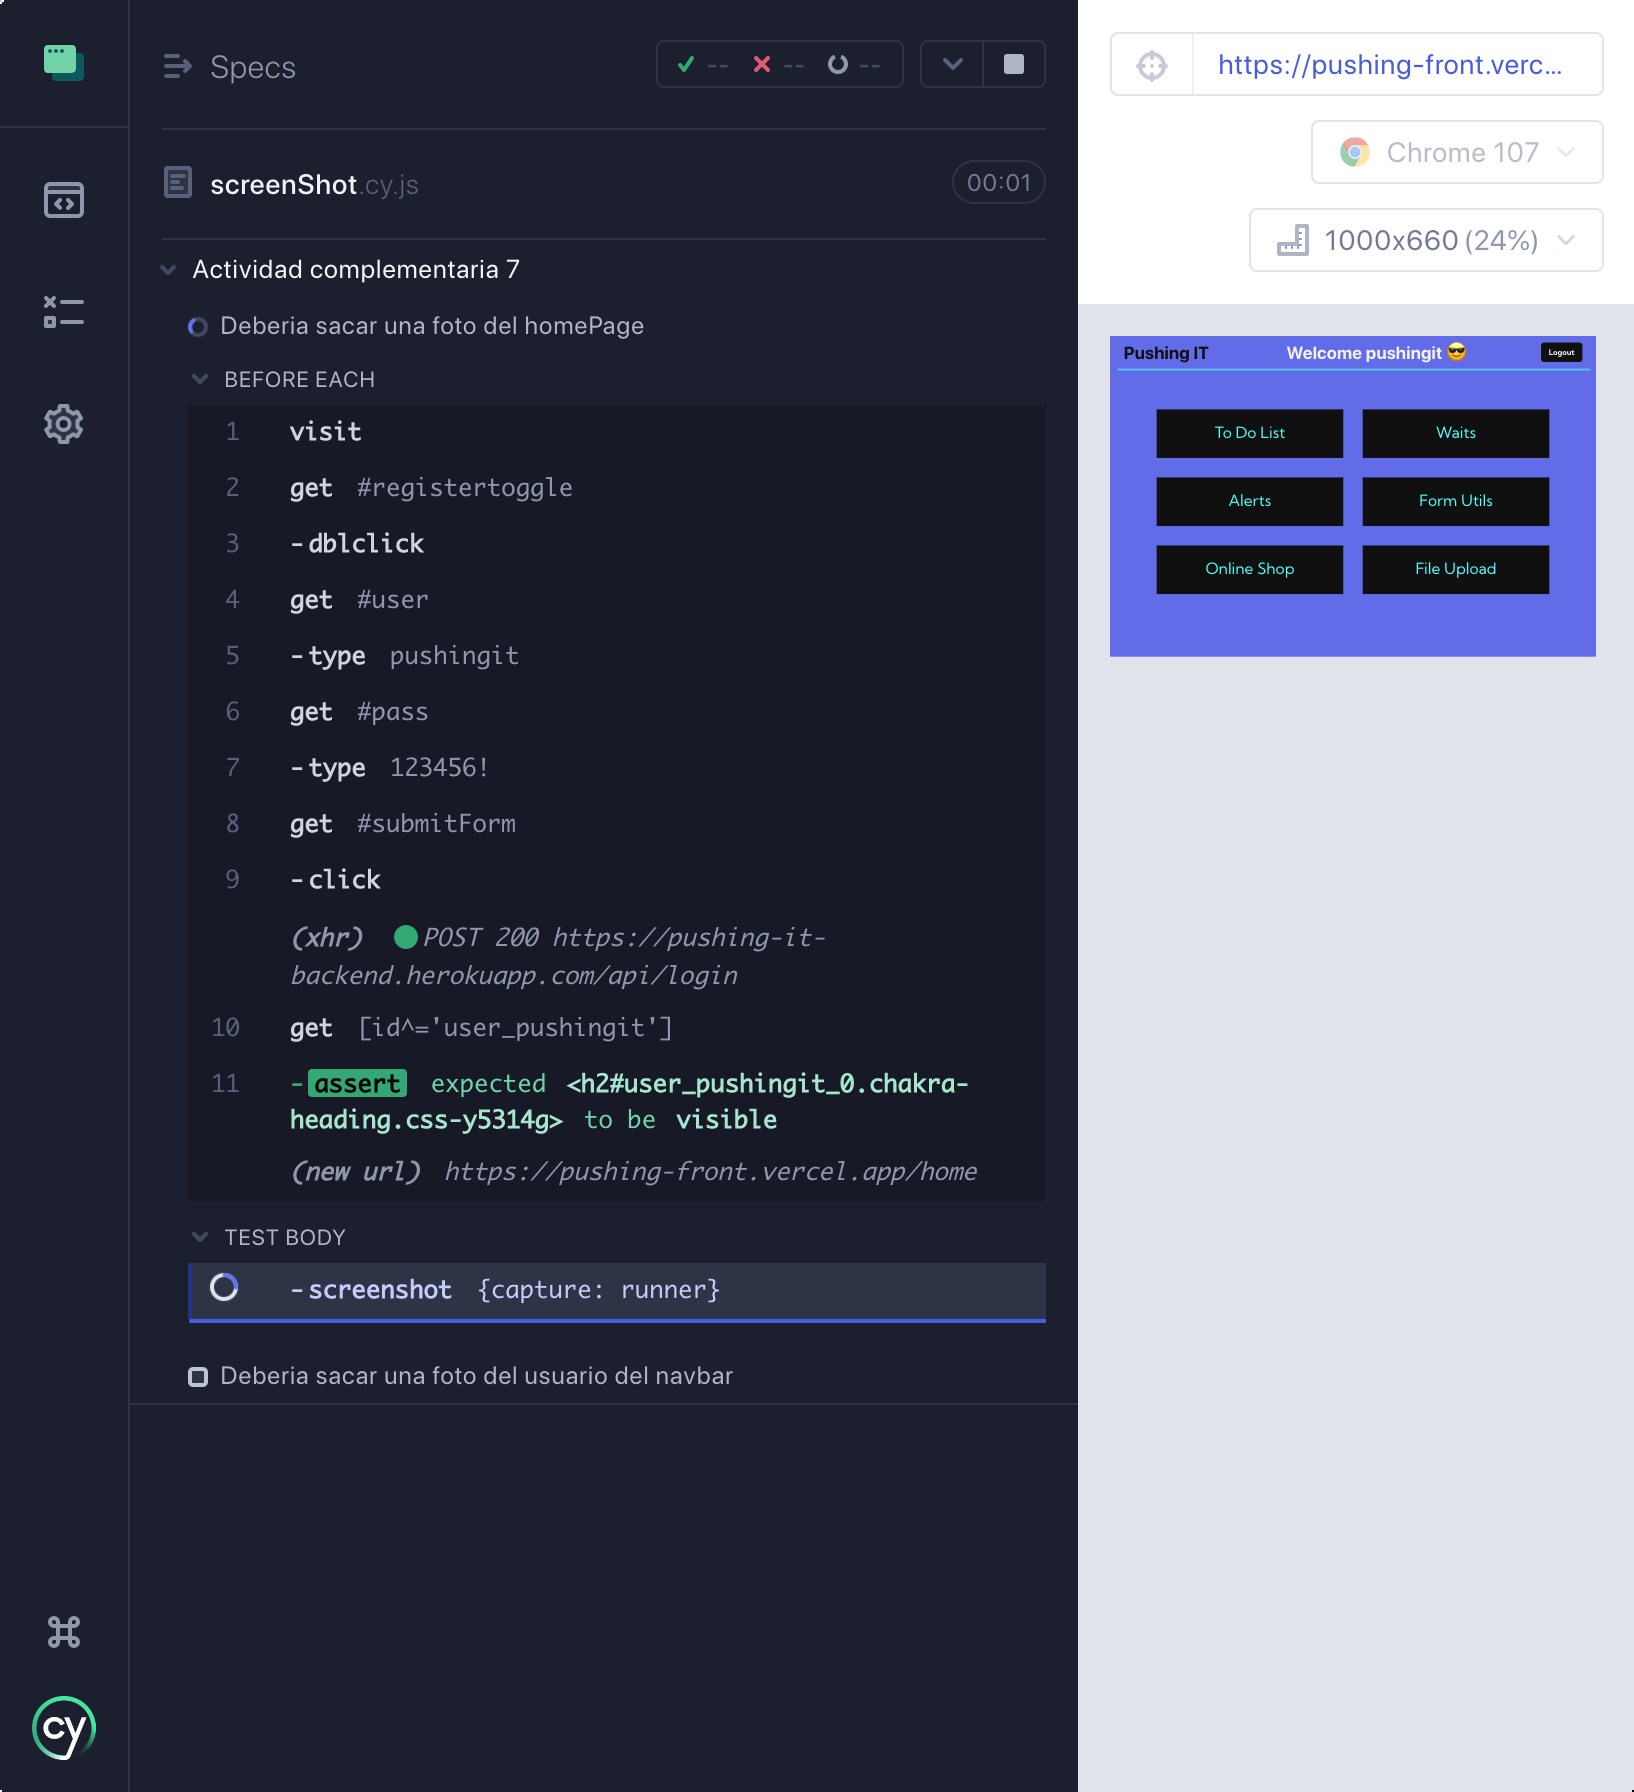 Specs
-- -- --
screenShot.cy.js
00:01
Actividad complementaria 7
Deberia sacar una foto del homePage
BEFORE EACH
1 visit
2 get #registertoggle
3 -dblclick
4 get #user
5 -type pushingit
6 get #pass
7 -type 123456!
8 get #submitForm
9 -click
(xhr) POST 200 https://pushing-it-
backend.herokuapp.com/api/login
10 get [id^='user_pushingit']
11 -assert expected <h2#user_pushingit_0.chakra-
heading.css-y5314g> to be visible
(new url) https://pushing-front.vercel.app/home
TEST BODY
-screenshot {capture: runner}
Deberia sacar una foto del usuario del navbar
cy
https://pushing-front.verc...
Chrome 107
1000x660 (24%)
Pushing IT
Welcome pushingit 😎
Logout
To Do List
Waits
Alerts
Form Utils
Online Shop
File Upload